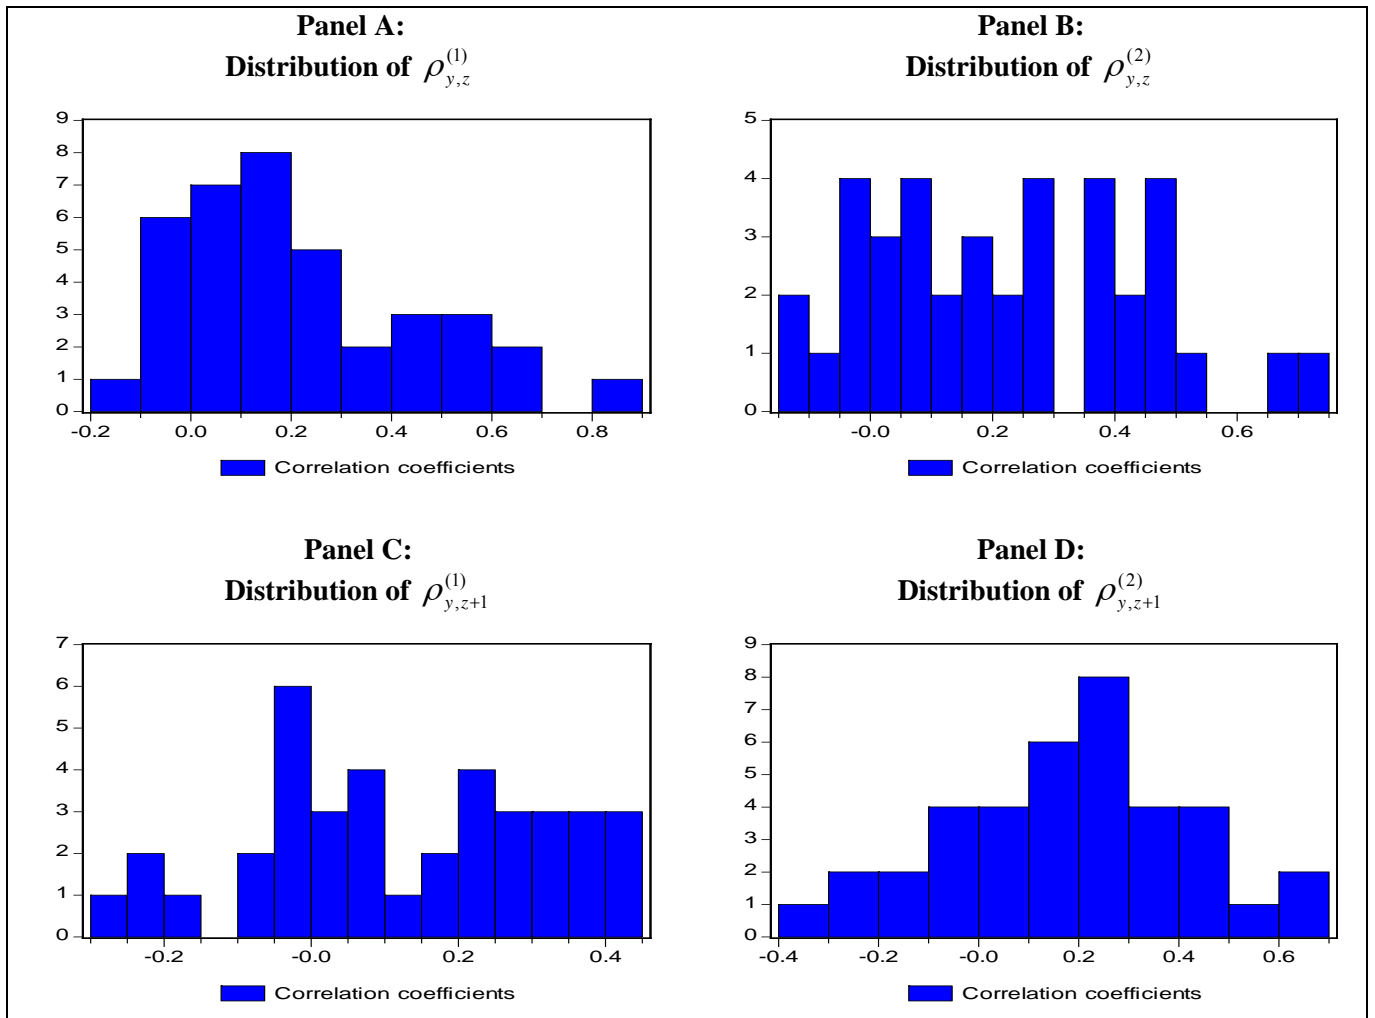 Panel A:
Distribution of ρ_{y,z}^{(1)}
9
8
7
6
5
4
3
2
1
0
-0.2 0.0 0.2 0.4 0.6 0.8
Correlation coefficients
Panel B:
Distribution of ρ_{y,z}^{(2)}
5
4
3
2
1
0
-0.0 0.2 0.4 0.6
Correlation coefficients
Panel C:
Distribution of ρ_{y,z+1}^{(1)}
7
6
5
4
3
2
1
0
-0.2 -0.0 0.2 0.4
Correlation coefficients
Panel D:
Distribution of ρ_{y,z+1}^{(2)}
9
8
7
6
5
4
3
2
1
0
-0.4 -0.2 -0.0 0.2 0.4 0.6
Correlation coefficients